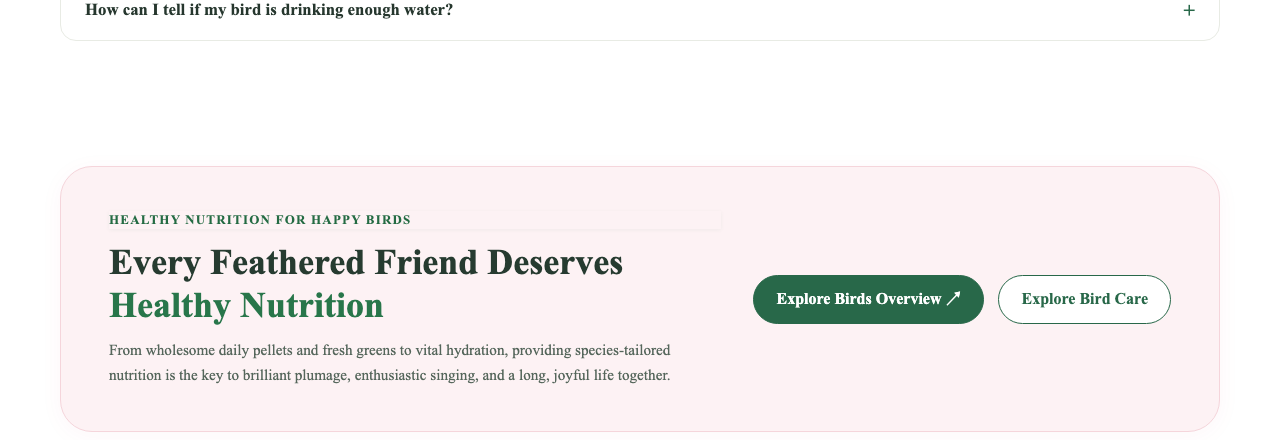 How can I tell if my bird is drinking enough water? +
HEALTHY NUTRITION FOR HAPPY BIRDS
Every Feathered Friend Deserves
Healthy Nutrition
Explore Birds Overview ↗
Explore Bird Care
From wholesome daily pellets and fresh greens to vital hydration, providing species-tailored
nutrition is the key to brilliant plumage, enthusiastic singing, and a long, joyful life together.